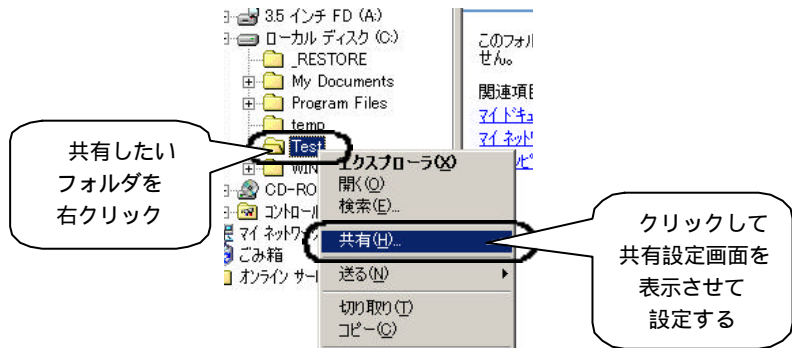 3.5 インチ FD (A:)
ローカル ディスク (C:)
_RESTORE
My Documents
Program Files
temp
Test
WIN
CD-RO
コントロール
マイ ネットワーク
ごみ箱
オンライン サー
このフォル
せん。
関連項目
マイ ドキュ
マイ ネットワ
共有したい
フォルダを
右クリック
エクスプローラ(X)
開く(O)
検索(E)...
共有(H)...
送る(N)
切り取り(T)
コピー(C)
クリックして
共有設定画面を
表示させて
設定する